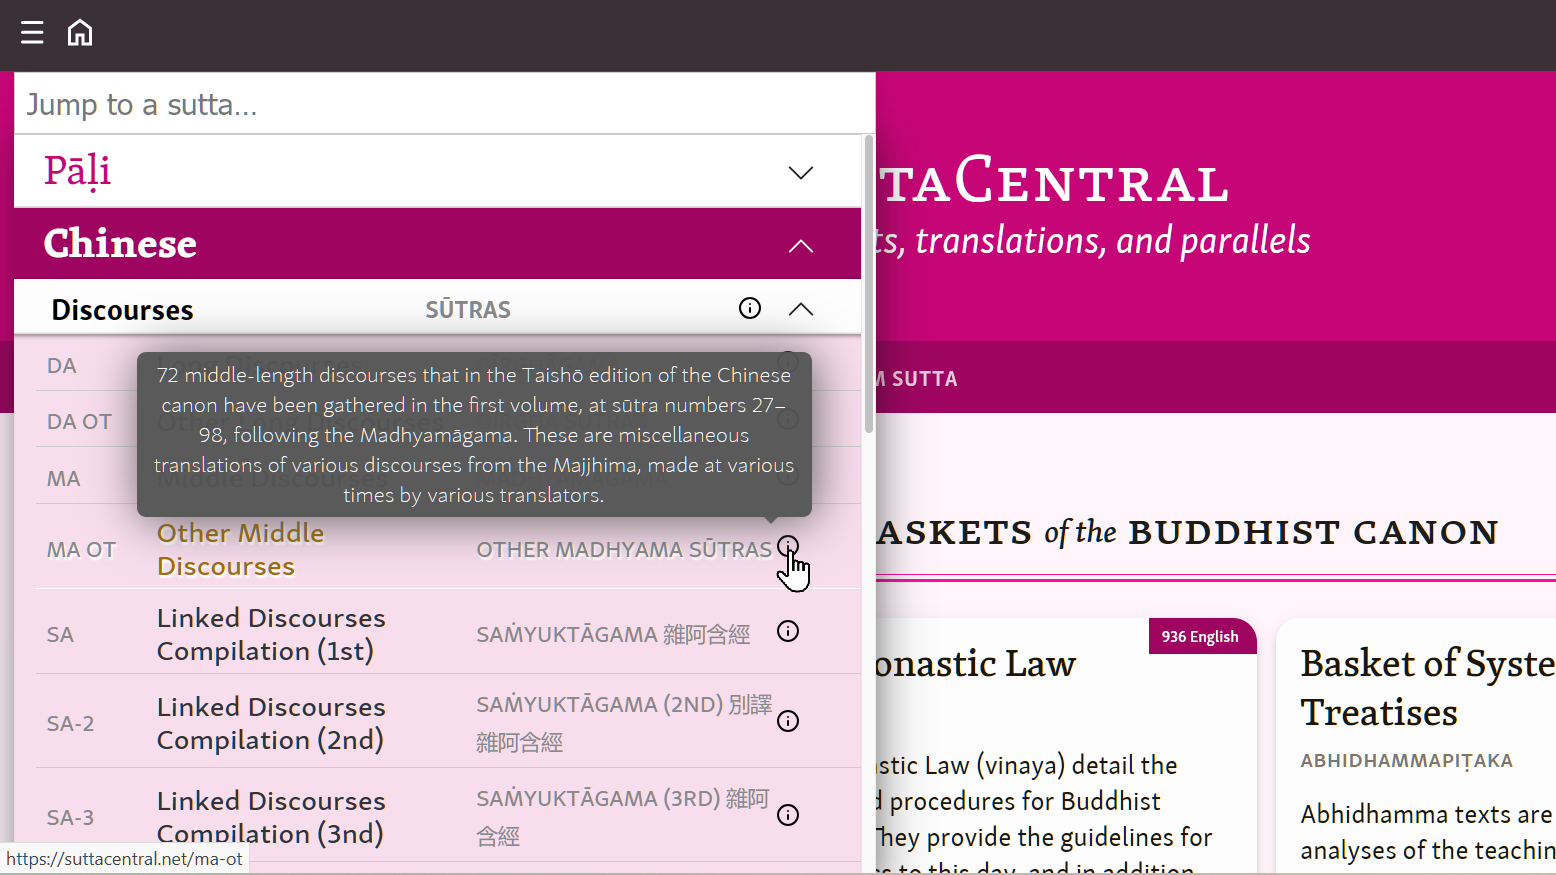 Jump to a sutta...
Pāḷi
Chinese
Discourses SŪTRAS
DA
DA OT
MA
72 middle-length discourses that in the Taishō edition of the Chinese
canon have been gathered in the first volume, at sūtra numbers 27–
98, following the Madhyamāgama. These are miscellaneous
translations of various discourses from the Majjhima, made at various
times by various translators.
MA OT
Other Middle
Discourses
OTHER MADHYAMA SŪTRAS
SA
Linked Discourses
Compilation (1st)
SAṀYUKTĀGAMA 雜阿含經
SA-2
Linked Discourses
Compilation (2nd)
SAṀYUKTĀGAMA (2ND) 別譯
雜阿含經
SA-3
Linked Discourses
Compilation (3nd)
SAṀYUKTĀGAMA (3RD) 雜阿
含經
https://suttacentral.net/ma-ot
TACENTRAL
ts, translations, and parallels
M SUTTA
ASKETS of the BUDDHIST CANON
936 English
onastic Law
astic Law (vinaya) detail the
d procedures for Buddhist
They provide the guidelines for
to this day, and in addition
Basket of Syste
Treatises
ABHIDHAMMAPIṬAKA
Abhidhamma texts are
analyses of the teachin